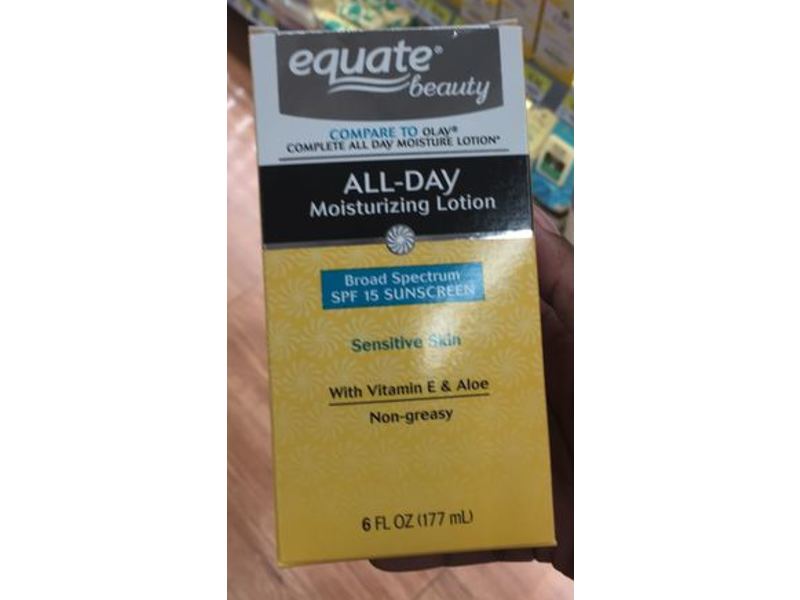 equate®
beauty
COMPARE TO OLAY®
COMPLETE ALL DAY MOISTURE LOTION*
ALL-DAY
Moisturizing Lotion
Broad Spectrum
SPF 15 SUNSCREEN
Sensitive Skin
With Vitamin E & Aloe
Non-greasy
6 FL OZ (177 mL)